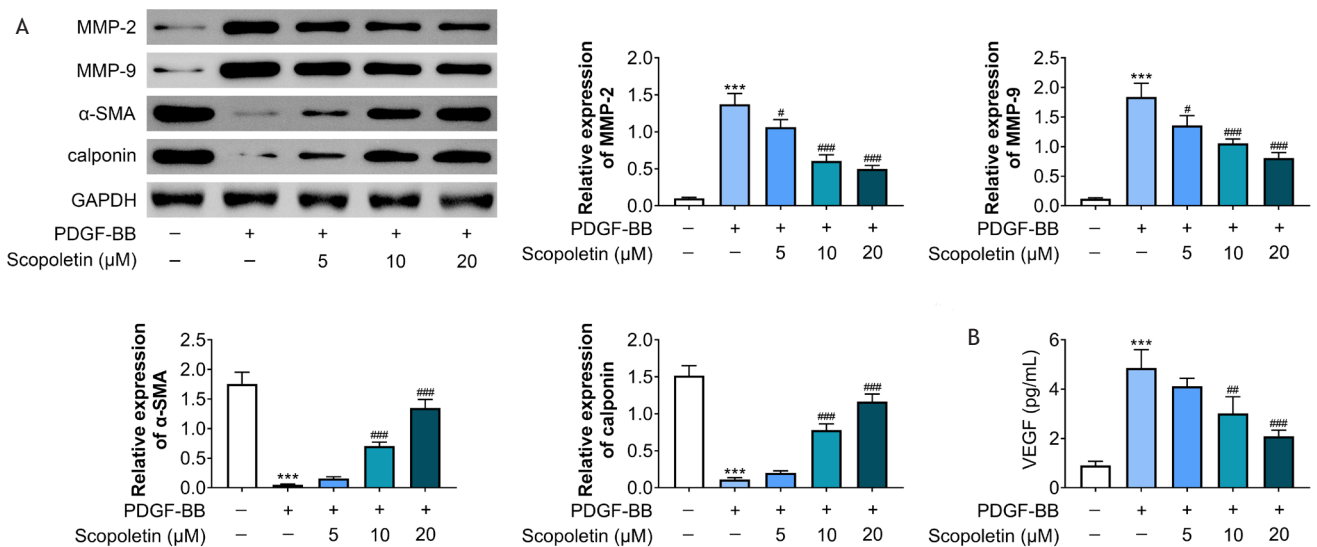 A
MMP-2
MMP-9
α-SMA
calponin
GAPDH
PDGF-BB – + + + +
Scopoletin (μM) – – 5 10 20
Relative expression
of MMP-2
2.0
1.5
1.0
0.5
0.0
***
#
###
###
PDGF-BB – + + + +
Scopoletin (μM) – – 5 10 20
Relative expression
of MMP-9
2.5
2.0
1.5
1.0
0.5
0.0
***
#
###
###
PDGF-BB – + + + +
Scopoletin (μM) – – 5 10 20
Relative expression
of α-SMA
2.5
2.0
1.5
1.0
0.5
0.0
***
###
###
PDGF-BB – + + + +
Scopoletin (μM) – – 5 10 20
Relative expression
of calponin
2.0
1.5
1.0
0.5
0.0
***
###
###
PDGF-BB – + + + +
Scopoletin (μM) – – 5 10 20
B
VEGF (pg/mL)
6
4
2
0
***
##
###
PDGF-BB – + + + +
Scopoletin (μM) – – 5 10 20